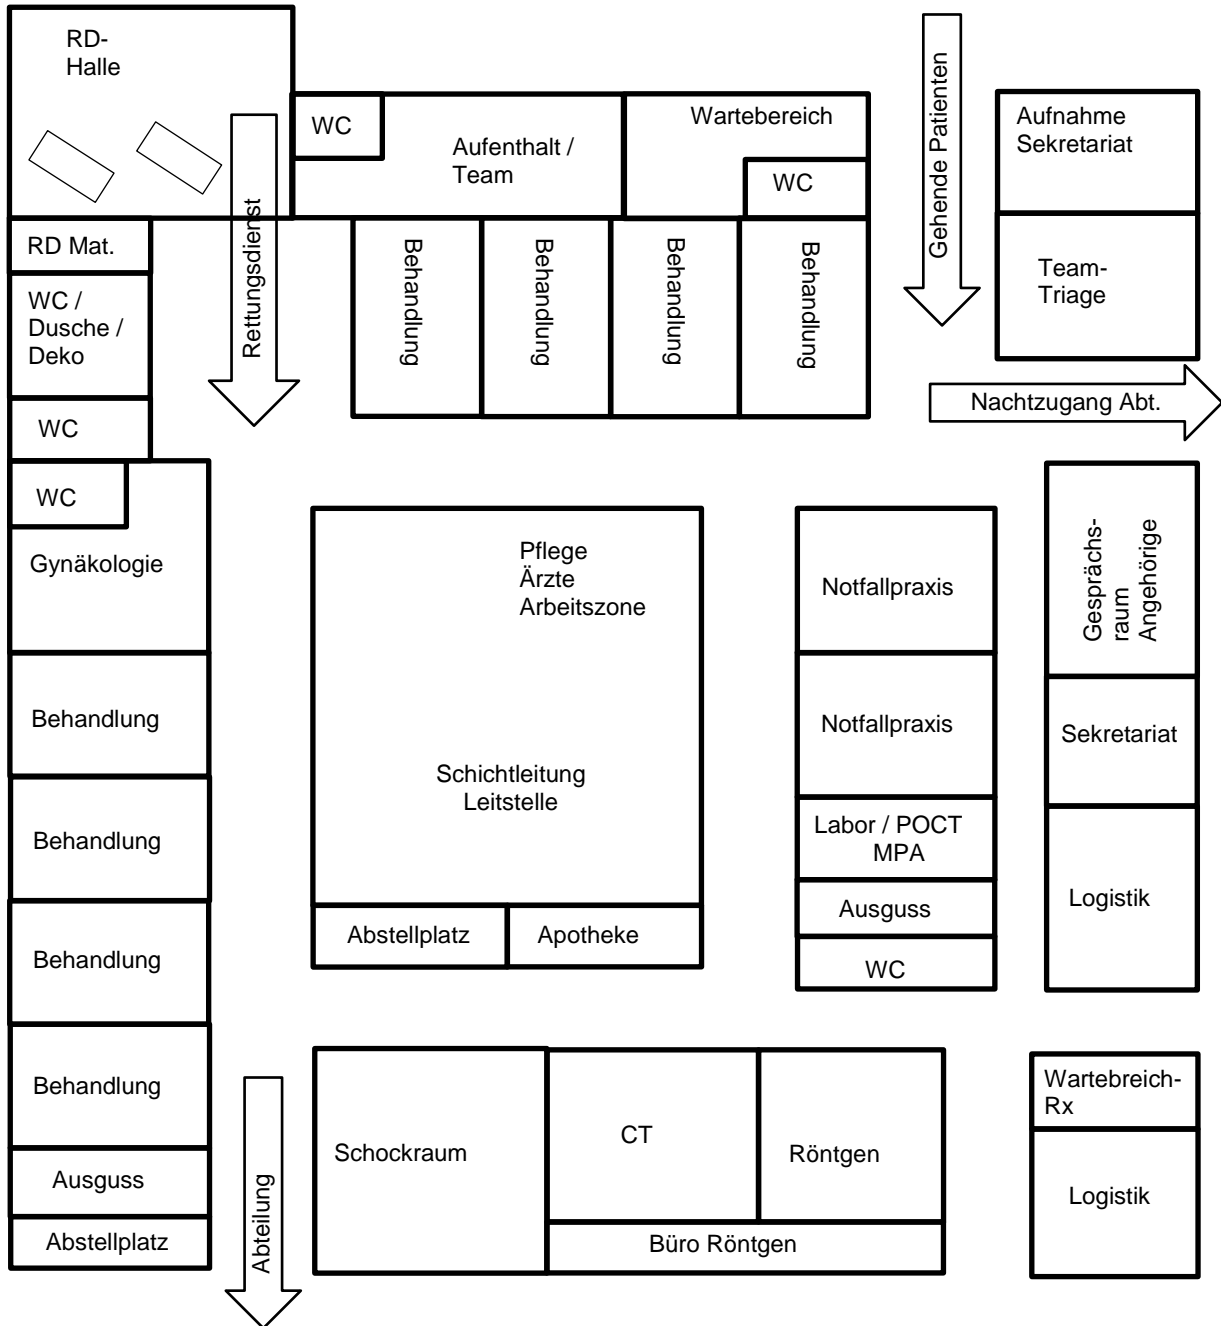 RD-
Halle
WC
Aufenthalt /
Team
Wartebereich
WC
Gehende Patienten
Aufnahme
Sekretariat
Team-
Triage
Rettungsdienst
RD Mat.
WC /
Dusche /
Deko
WC
Behandlung
Behandlung
Behandlung
Behandlung
Nachtzugang Abt.
WC
Gynäkologie
Behandlung
Behandlung
Behandlung
Behandlung
Ausguss
Abstellplatz
Pflege
Ärzte
Arbeitszone
Schichtleitung
Leitstelle
Abstellplatz
Apotheke
Notfallpraxis
Notfallpraxis
Labor / POCT
MPA
Ausguss
WC
Gesprächs-
raum
Angehörige
Sekretariat
Logistik
Abteilung
Schockraum
CT
Röntgen
Büro Röntgen
Wartebreich-
Rx
Logistik